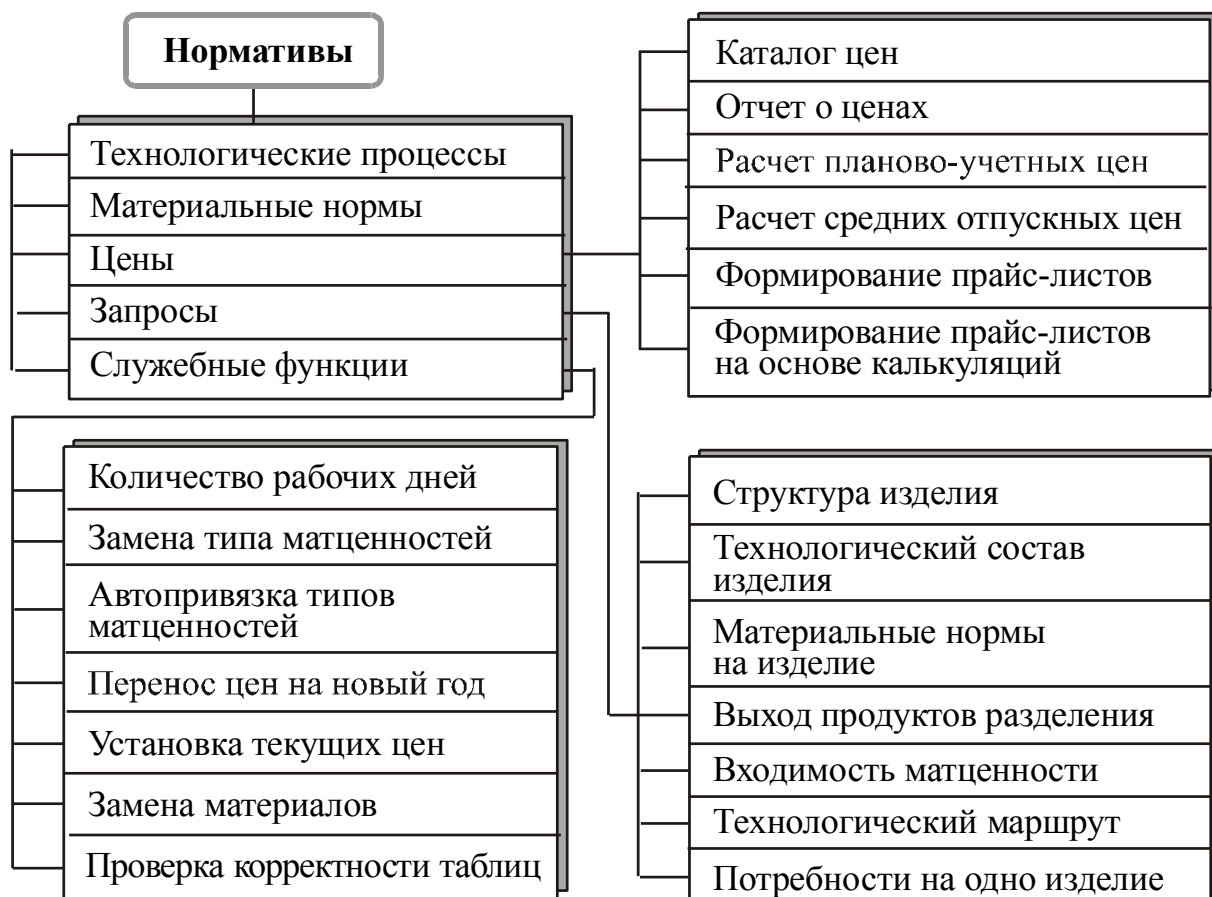 Нормативы
Технологические процессы
Материальные нормы
Цены
Запросы
Служебные функции
Каталог цен
Отчет о ценах
Расчет планово-учетных цен
Расчет средних отпускных цен
Формирование прайс-листов
Формирование прайс-листов
на основе калькуляций
Количество рабочих дней
Замена типа матценностей
Автопривязка типов
матценностей
Перенос цен на новый год
Установка текущих цен
Замена материалов
Проверка корректности таблиц
Структура изделия
Технологический состав
изделия
Материальные нормы
на изделие
Выход продуктов разделения
Входимость матценности
Технологический маршрут
Потребности на одно изделие